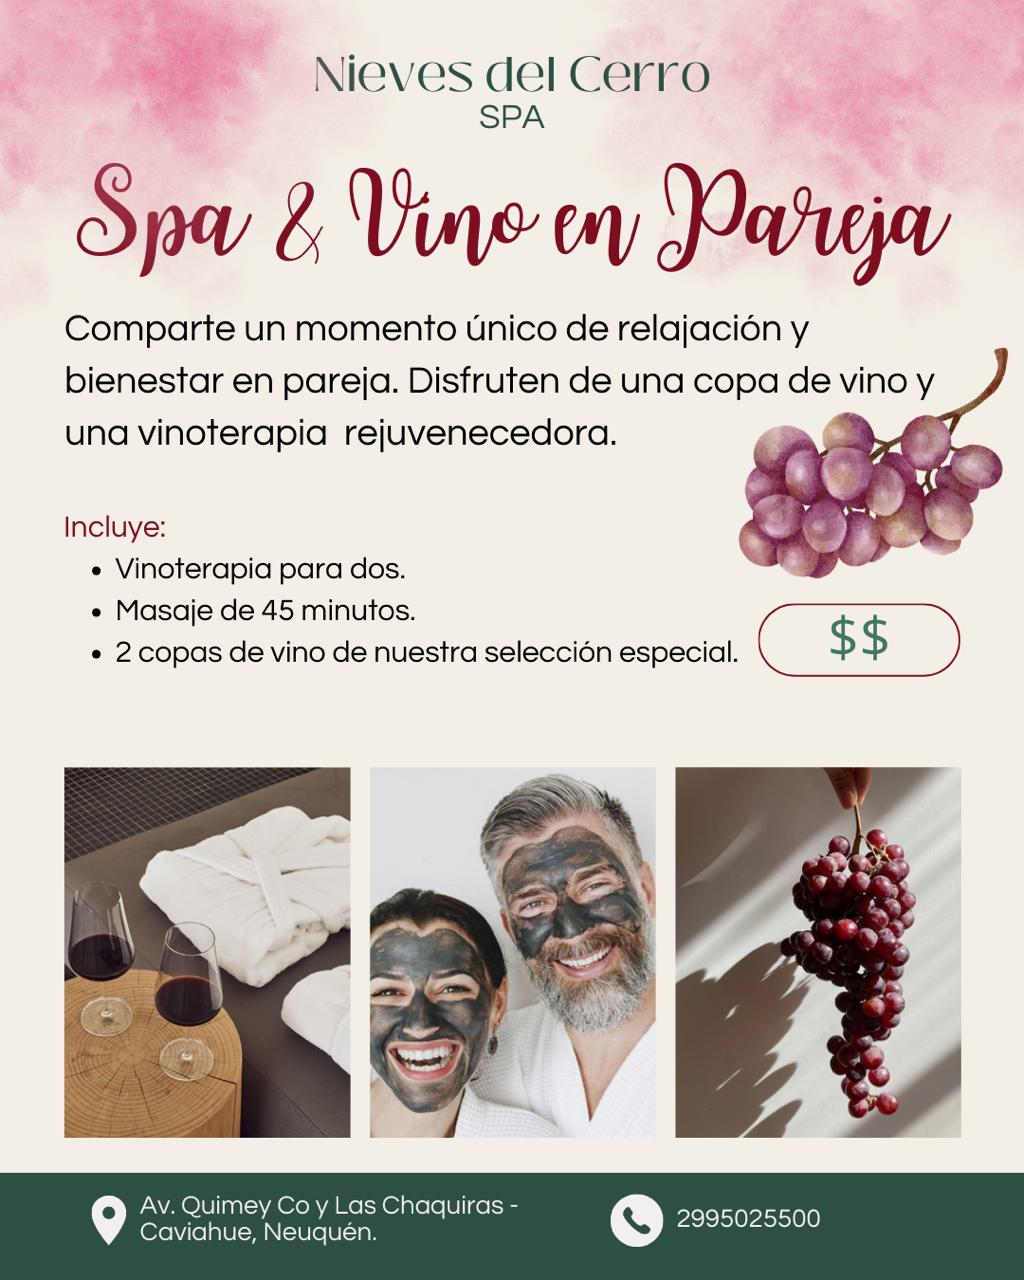 Nieves del Cerro
SPA
Spa & Vino en Pareja
Comparte un momento único de relajación y
bienestar en pareja. Disfruten de una copa de vino y
una vinoterapia rejuvenecedora.
Incluye:
• Vinoterapia para dos.
• Masaje de 45 minutos.
• 2 copas de vino de nuestra selección especial.
$$
Av. Quimey Co y Las Chaquiras -
Caviahue, Neuquén.
2995025500